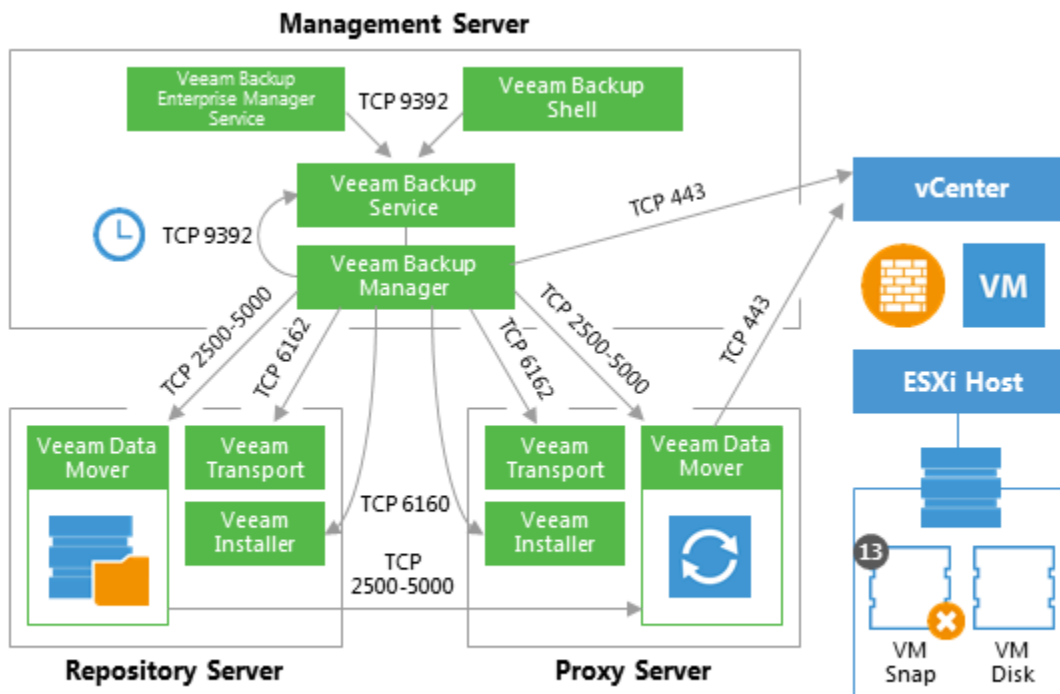 Management Server
Veeam Backup
Enterprise Manager
Service
TCP 9392
Veeam Backup
Shell
Veeam Backup
Service
TCP 9392
Veeam Backup
Manager
TCP 443
vCenter
VM
TCP 2500-5000
TCP 6162
TCP 6162
TCP 2500-5000
TCP 443
ESXi Host
Veeam Data
Mover
Veeam
Transport
Veeam
Installer
TCP 6160
TCP
2500-5000
Veeam
Transport
Veeam
Installer
Veeam Data
Mover
13
VM
Snap
VM
Disk
Repository Server
Proxy Server